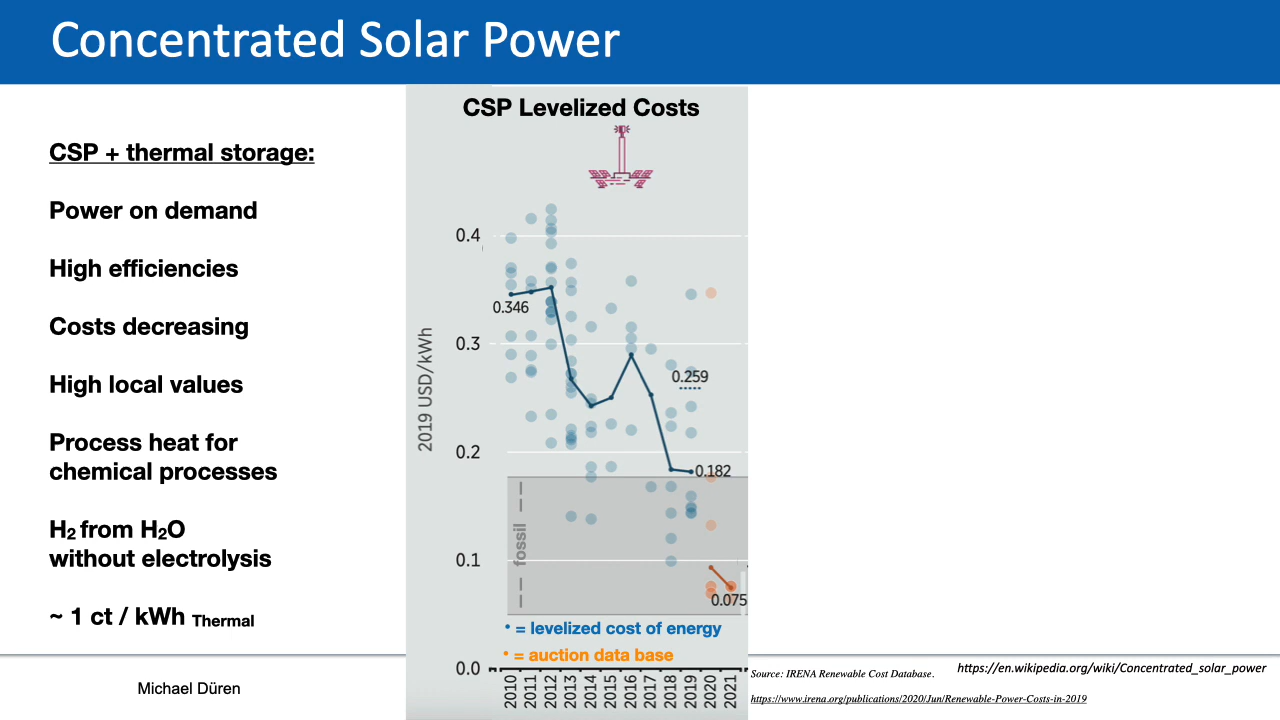 Concentrated Solar Power
CSP + thermal storage:
Power on demand
High efficiencies
Costs decreasing
High local values
Process heat for
chemical processes
H₂ from H₂O
without electrolysis
~ 1 ct / kWh Thermal
Michael Düren
CSP Levelized Costs
2019 USD/kWh
0.4
0.3
0.2
0.1
0.0
0.346
0.259
0.182
0.075
fossil
• = levelized cost of energy
• = auction data base
2010 2011 2012 2013 2014 2015 2016 2017 2018 2019 2020 2021
Source: IRENA Renewable Cost Database.
https://www.irena.org/publications/2020/Jun/Renewable-Power-Costs-in-2019
https://en.wikipedia.org/wiki/Concentrated_solar_power